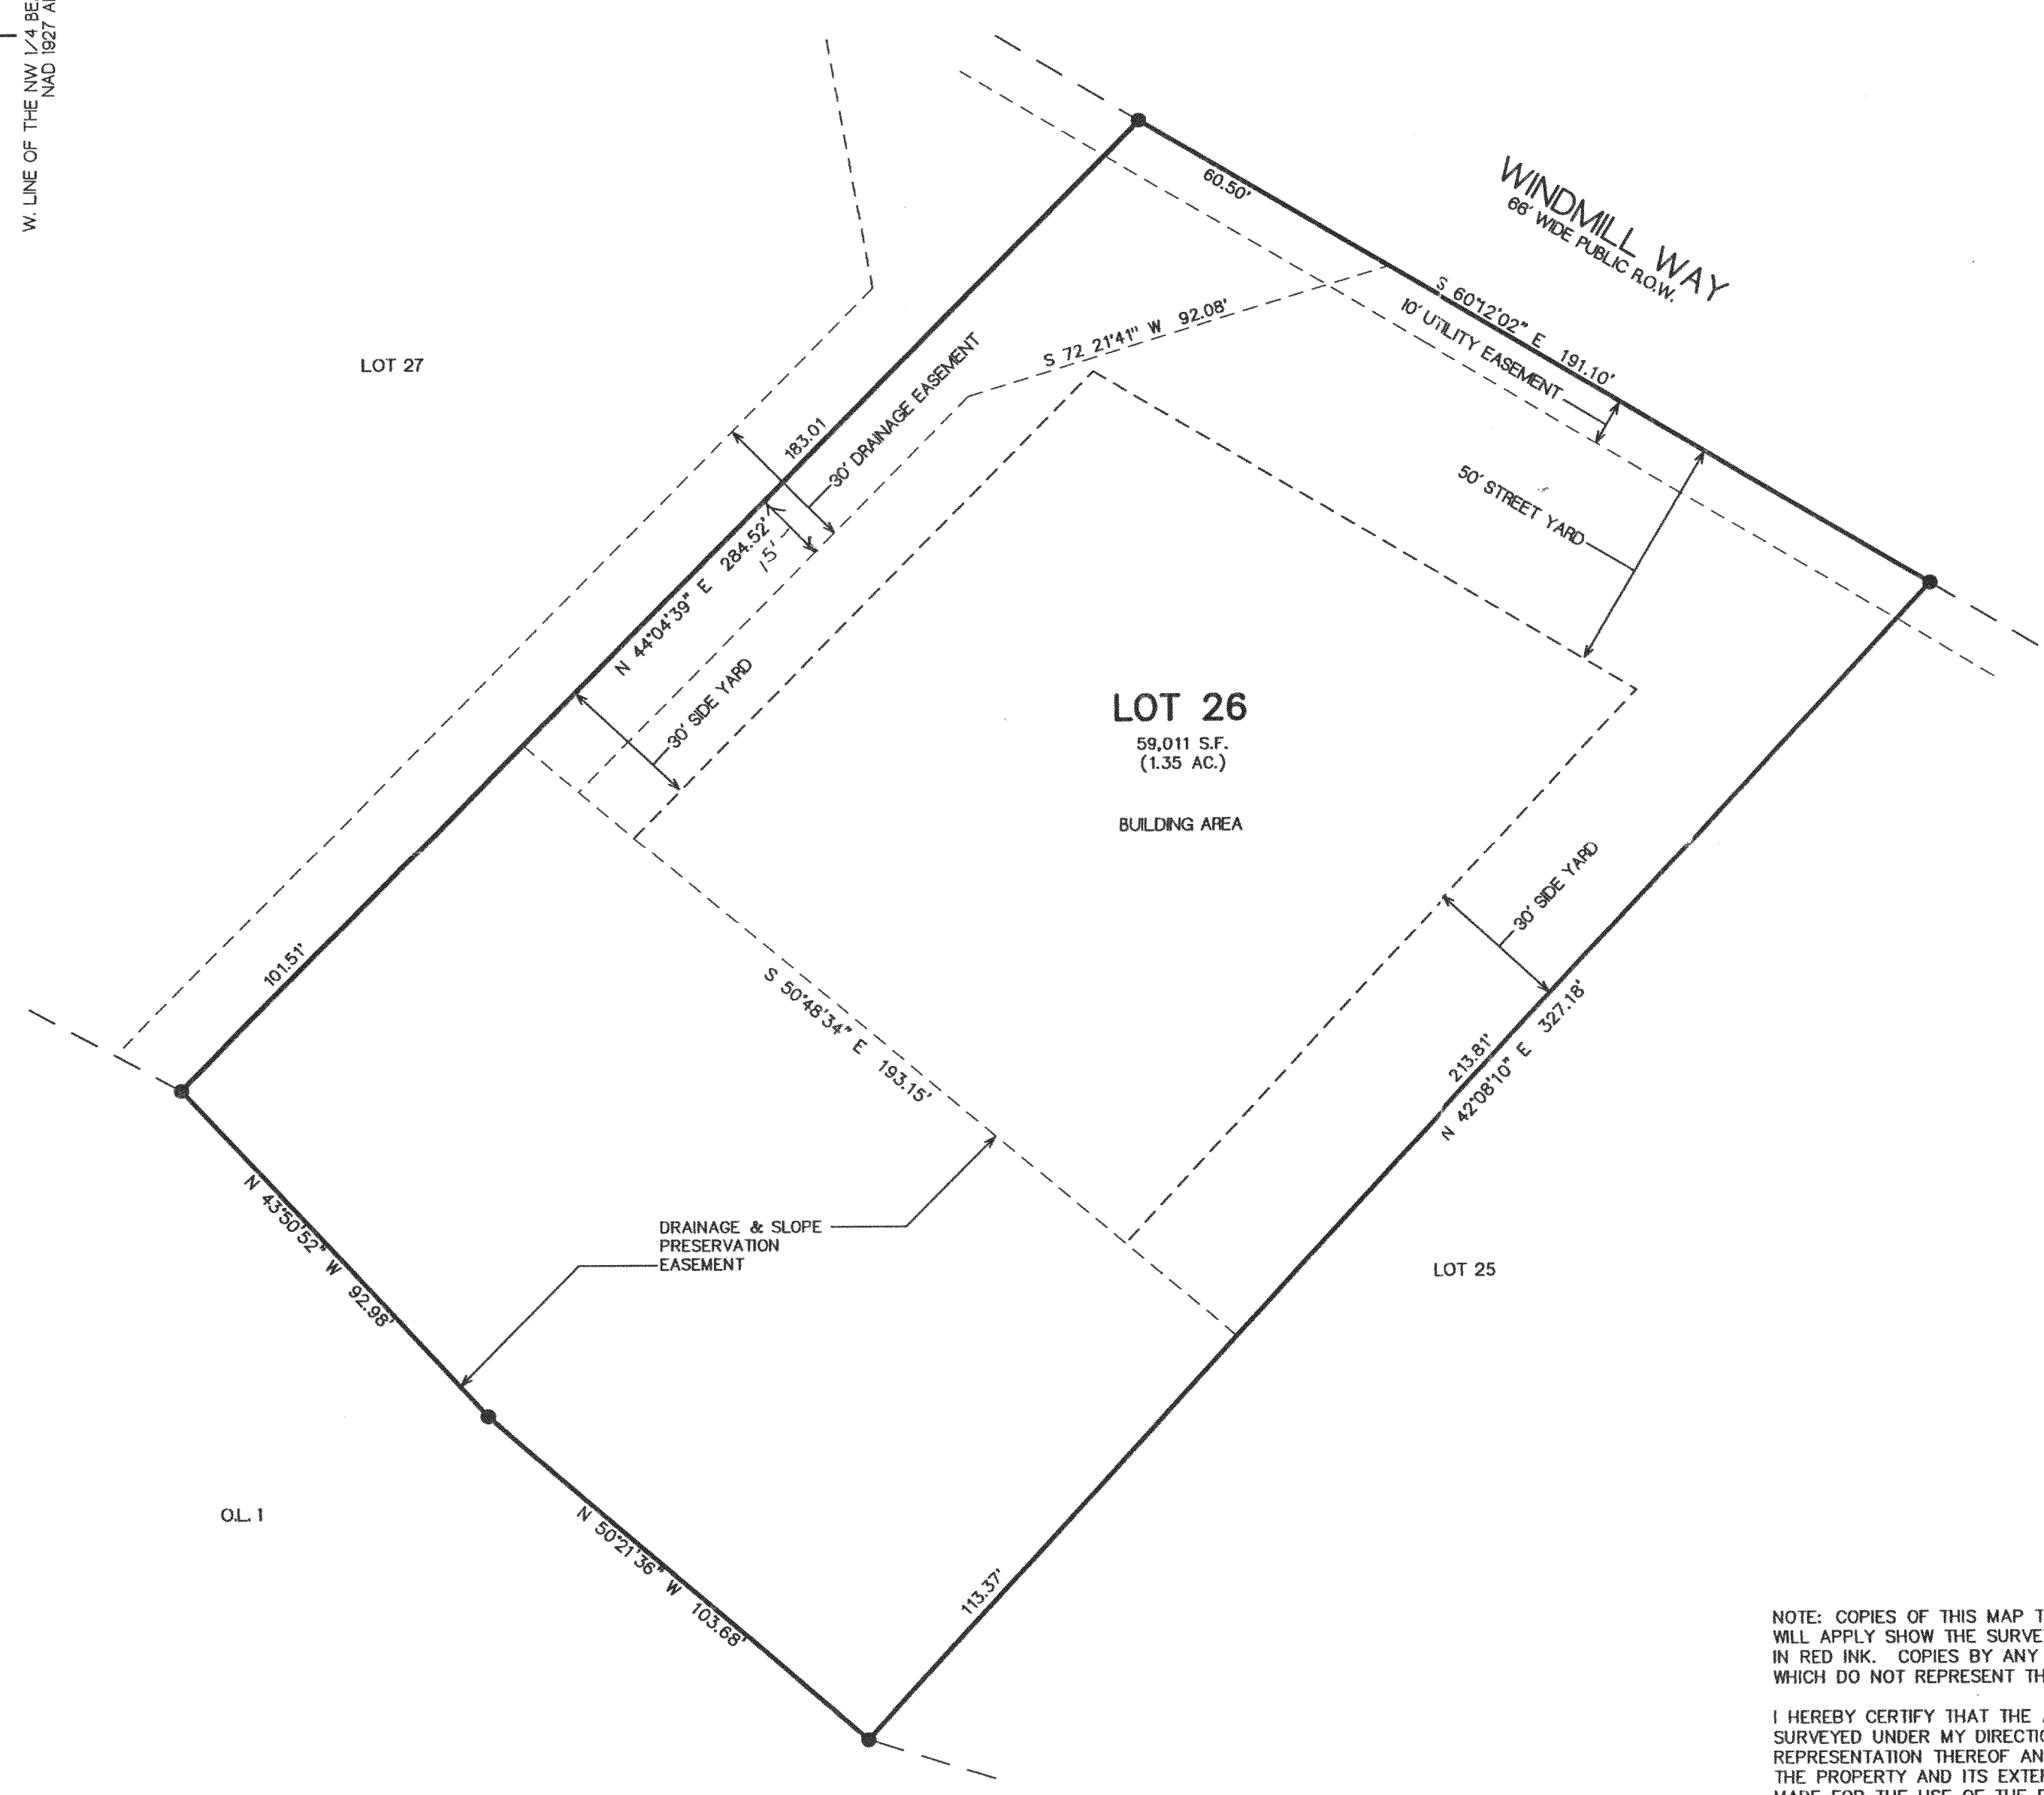 W. LINE OF THE NW 1/4
NAD 1927
WINDMILL WAY
66' WIDE PUBLIC R.O.W.
60.50'
S 60°12'02" E 191.10'
10' UTILITY EASEMENT
S 72 21'41" W 92.08'
LOT 27
183.01
30' DRAINAGE EASEMENT
50' STREET YARD
N 44°04'39" E 284.52'
15'
30' SIDE YARD
LOT 26
59,011 S.F.
(1.35 AC.)
BUILDING AREA
30' SIDE YARD
101.51'
S 50°48'34" E 193.15'
213.81'
N 42°08'10" E 327.18'
N 43°50'52" W 92.98'
DRAINAGE & SLOPE
PRESERVATION
EASEMENT
LOT 25
O.L. 1
N 50°21'36" W 103.68'
113.37'
NOTE: COPIES OF THIS MAP
WILL APPLY SHOW THE
IN RED INK. COPIES BY ANY
WHICH DO NOT REPRESENT
I HEREBY CERTIFY THAT THE
SURVEYED UNDER MY
REPRESENTATION THEREOF
THE PROPERTY AND ITS
MADE FOR THE USE OF THE